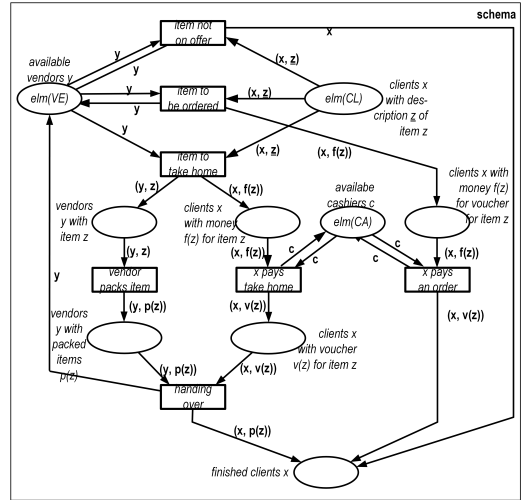 schema
item not
on offer
x
available
vendors y
y
y
(x, z)
elm(VE)
y
y
item to
be ordered
(x, z)
elm(CL)
clients x
with des-
cription z of
item z
y
(x, z)
item to
take home
(x, f(z))
(y, z)
(x, f(z))
vendors
y with
item z
clients x
with money
f(z) for item z
availabe
cashiers c
elm(CA)
clients x with
money f(z)
for voucher
for item z
(y, z)
(x, f(z))
c
c
c
c
(x, f(z))
y
vendor
packs item
x pays
take home
x pays
an order
(y, p(z))
(x, v(z))
(x, v(z))
vendors
y with
packed
items
p(z)
clients x
with voucher
v(z) for item z
(y, p(z))
(x, v(z))
handing
over
(x, p(z))
finished clients x